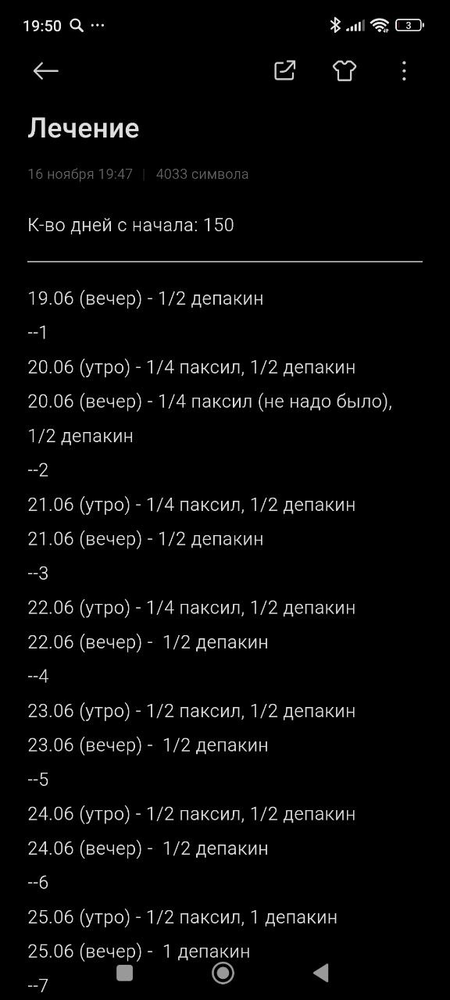 19:50
3
Лечение
16 ноября 19:47 | 4033 символа
К-во дней с начала: 150
19.06 (вечер) - 1/2 депакин
--1
20.06 (утро) - 1/4 паксил, 1/2 депакин
20.06 (вечер) - 1/4 паксил (не надо было),
1/2 депакин
--2
21.06 (утро) - 1/4 паксил, 1/2 депакин
21.06 (вечер) - 1/2 депакин
--3
22.06 (утро) - 1/4 паксил, 1/2 депакин
22.06 (вечер) -  1/2 депакин
--4
23.06 (утро) - 1/2 паксил, 1/2 депакин
23.06 (вечер) -  1/2 депакин
--5
24.06 (утро) - 1/2 паксил, 1/2 депакин
24.06 (вечер) -  1/2 депакин
--6
25.06 (утро) - 1/2 паксил, 1 депакин
25.06 (вечер) -  1 депакин
--7